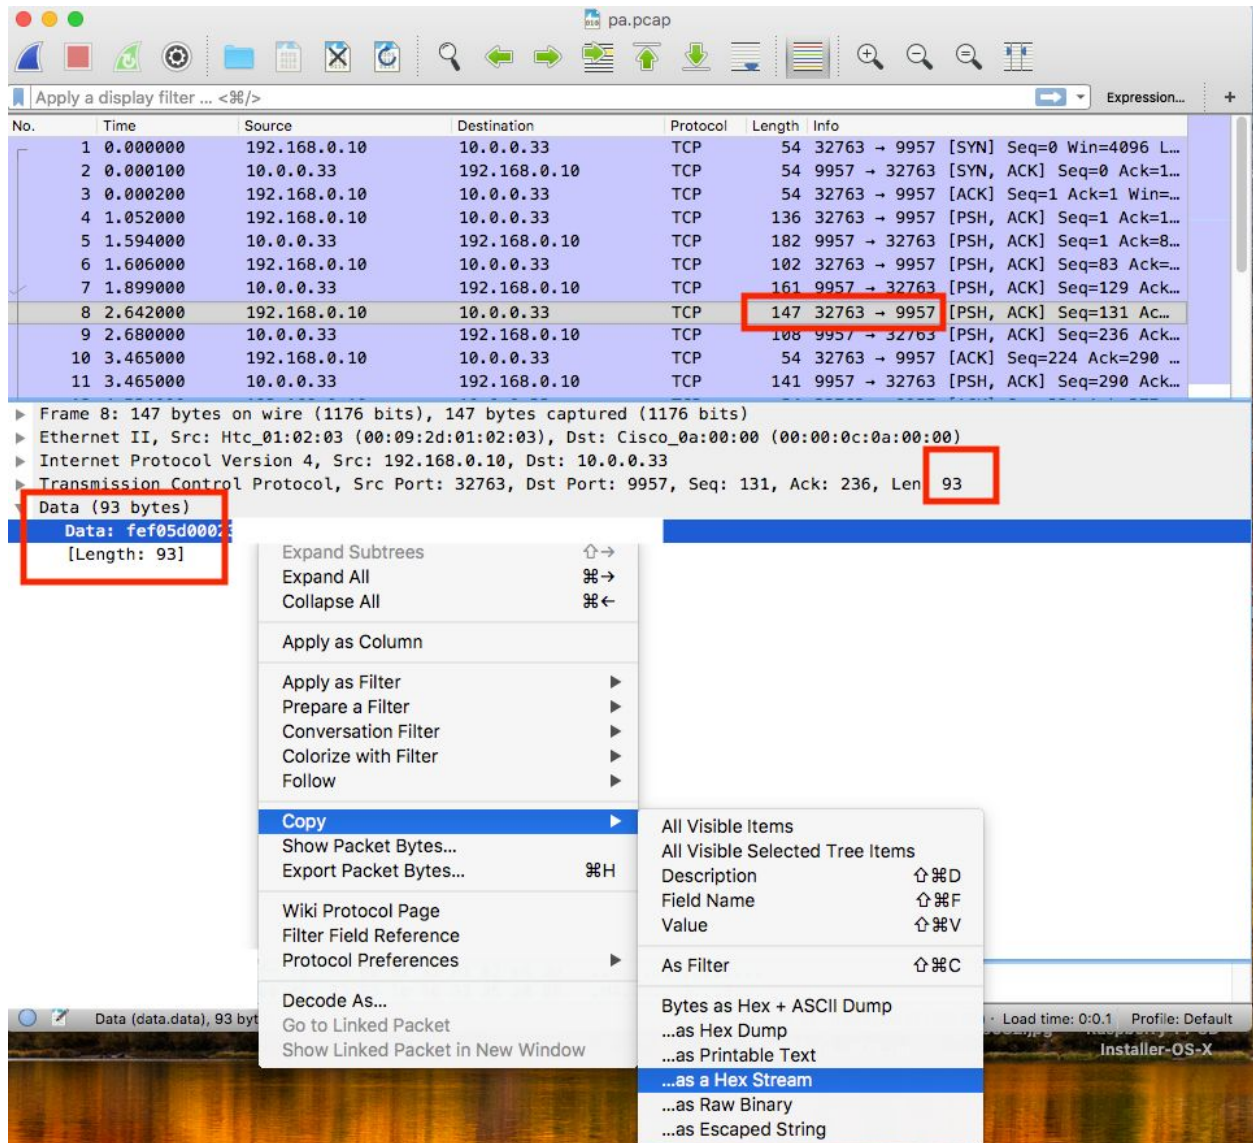 pa.pcap
Apply a display filter ... <⌘/>
Expression...
+
No. Time Source Destination Protocol Length Info
1 0.000000 192.168.0.10 10.0.0.33 TCP 54 32763 → 9957 [SYN] Seq=0 Win=4096 L…
2 0.000100 10.0.0.33 192.168.0.10 TCP 54 9957 → 32763 [SYN, ACK] Seq=0 Ack=1…
3 0.000200 192.168.0.10 10.0.0.33 TCP 54 32763 → 9957 [ACK] Seq=1 Ack=1 Win=…
4 1.052000 192.168.0.10 10.0.0.33 TCP 136 32763 → 9957 [PSH, ACK] Seq=1 Ack=1…
5 1.594000 10.0.0.33 192.168.0.10 TCP 182 9957 → 32763 [PSH, ACK] Seq=1 Ack=8…
6 1.606000 192.168.0.10 10.0.0.33 TCP 102 32763 → 9957 [PSH, ACK] Seq=83 Ack=…
7 1.899000 10.0.0.33 192.168.0.10 TCP 161 9957 → 32763 [PSH, ACK] Seq=129 Ack…
8 2.642000 192.168.0.10 10.0.0.33 TCP 147 32763 → 9957 [PSH, ACK] Seq=131 Ac…
9 2.680000 10.0.0.33 192.168.0.10 TCP 108 9957 → 32763 [PSH, ACK] Seq=236 Ack…
10 3.465000 192.168.0.10 10.0.0.33 TCP 54 32763 → 9957 [ACK] Seq=224 Ack=290 …
11 3.465000 10.0.0.33 192.168.0.10 TCP 141 9957 → 32763 [PSH, ACK] Seq=290 Ack…
Frame 8: 147 bytes on wire (1176 bits), 147 bytes captured (1176 bits)
Ethernet II, Src: Htc_01:02:03 (00:09:2d:01:02:03), Dst: Cisco_0a:00:00 (00:00:0c:0a:00:00)
Internet Protocol Version 4, Src: 192.168.0.10, Dst: 10.0.0.33
Transmission Control Protocol, Src Port: 32763, Dst Port: 9957, Seq: 131, Ack: 236, Len 93
Data (93 bytes)
Data: fef05d0002
[Length: 93]
Expand Subtrees ⇧→
Expand All ⌘→
Collapse All ⌘←
Apply as Column
Apply as Filter
Prepare a Filter
Conversation Filter
Colorize with Filter
Follow
Copy
Show Packet Bytes...
Export Packet Bytes... ⌘H
Wiki Protocol Page
Filter Field Reference
Protocol Preferences
Decode As...
Go to Linked Packet
Show Linked Packet in New Window
All Visible Items
All Visible Selected Tree Items
Description ⇧⌘D
Field Name ⇧⌘F
Value ⇧⌘V
As Filter ⇧⌘C
Bytes as Hex + ASCII Dump
...as Hex Dump
...as Printable Text
...as a Hex Stream
...as Raw Binary
...as Escaped String
Data (data.data), 93 byt
· Load time: 0:0.1 Profile: Default
Installer-OS-X